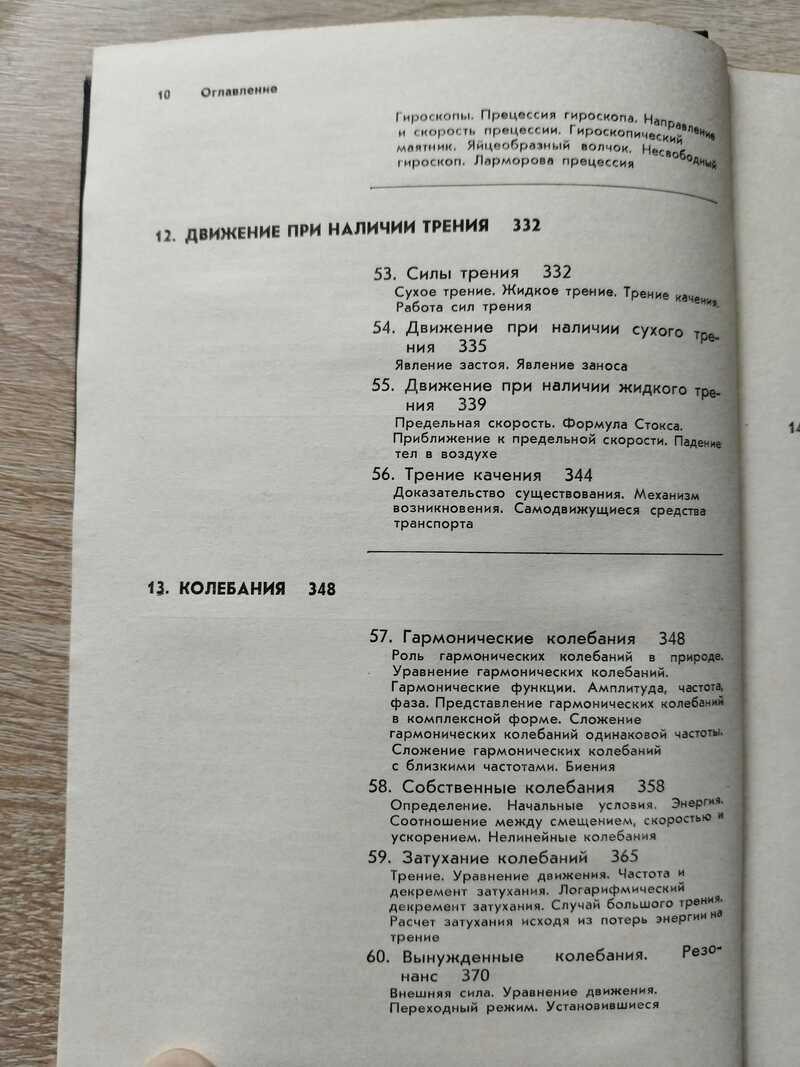 10 Оглавление
Гироскопы. Прецессия гироскопа. Направление
и скорость прецессии. Гироскопический
маятник. Яйцеобразный волчок. Несвободный
гироскоп. Ларморова прецессия
12. ДВИЖЕНИЕ ПРИ НАЛИЧИИ ТРЕНИЯ 332
53. Силы трения 332
Сухое трение. Жидкое трение. Трение качения.
Работа сил трения
54. Движение при наличии сухого тре-
ния 335
Явление застоя. Явление заноса
55. Движение при наличии жидкого тре-
ния 339
Предельная скорость. Формула Стокса.
Приближение к предельной скорости. Падение
тел в воздухе
56. Трение качения 344
Доказательство существования. Механизм
возникновения. Самодвижущиеся средства
транспорта
13. КОЛЕБАНИЯ 348
57. Гармонические колебания 348
Роль гармонических колебаний в природе.
Уравнение гармонических колебаний.
Гармонические функции. Амплитуда, частота,
фаза. Представление гармонических колебаний
в комплексной форме. Сложение
гармонических колебаний одинаковой частоты.
Сложение гармонических колебаний
с близкими частотами. Биения
58. Собственные колебания 358
Определение. Начальные условия. Энергия.
Соотношение между смещением, скоростью и
ускорением. Нелинейные колебания
59. Затухание колебаний 365
Трение. Уравнение движения. Частота и
декремент затухания. Логарифмический
декремент затухания. Случай большого трения.
Расчет затухания исходя из потерь энергии на
трение
60. Вынужденные колебания. Резо-
нанс 370
Внешняя сила. Уравнение движения.
Переходный режим. Установившиеся
14